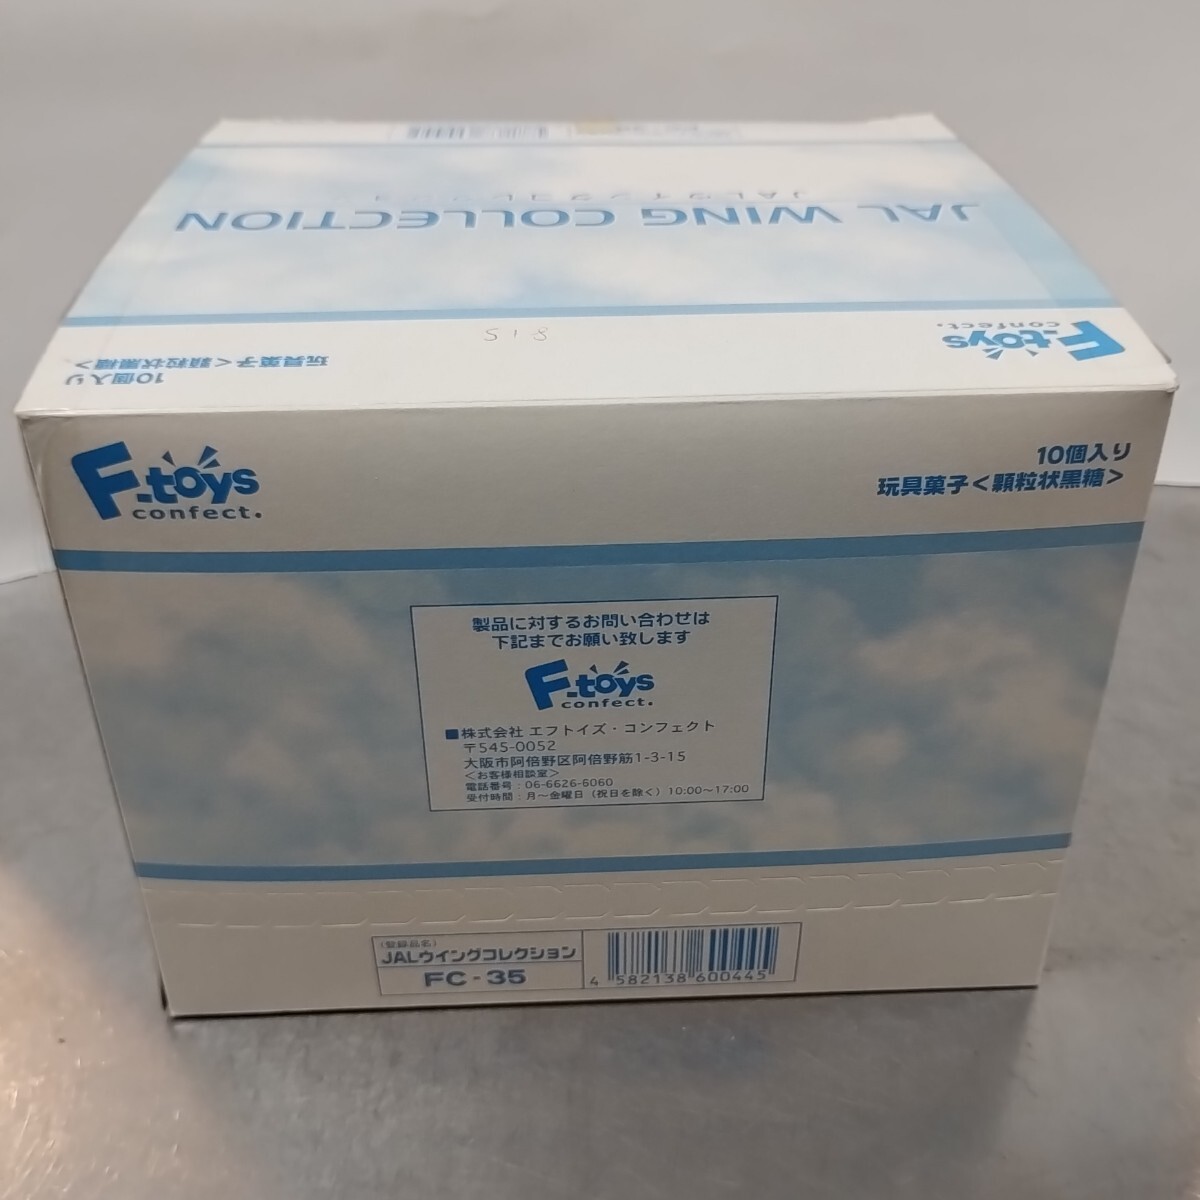 JAL WING COLLECTION
JALウイングコレクション
F-toys
confect.
518
10個入り
玩具菓子<顆粒状黒糖>
F-toys
confect.
10個入り
玩具菓子<顆粒状黒糖>
製品に対するお問い合わせは
下記までお願い致します
F-toys
confect.
■株式会社 エフトイズ・コンフェクト
〒545-0052
大阪市阿倍野区阿倍野筋1-3-15
<お客様相談室>
電話番号:06-6626-6060
受付時間:月~金曜日(祝日を除く)10:00~17:00
(登録品名)
JALウイングコレクション
FC-35
4 582138 600445